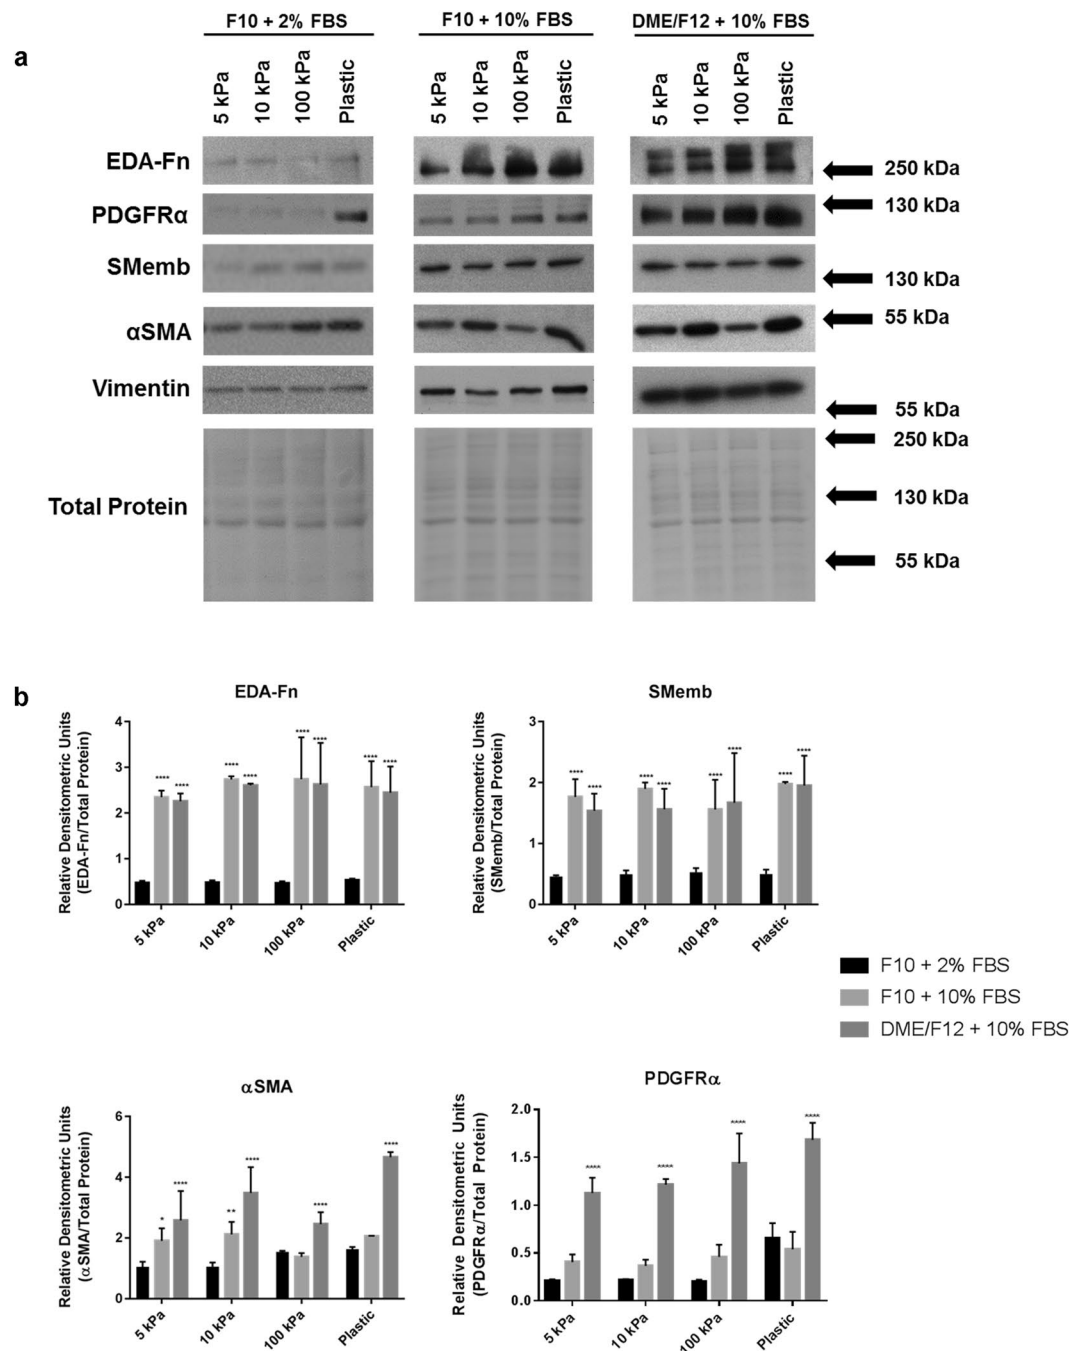 F10 + 2% FBS
F10 + 10% FBS
DME/F12 + 10% FBS
a
5 kPa
10 kPa
100 kPa
Plastic
5 kPa
10 kPa
100 kPa
Plastic
5 kPa
10 kPa
100 kPa
Plastic
EDA-Fn
250 kDa
PDGFRα
130 kDa
SMemb
130 kDa
αSMA
55 kDa
Vimentin
55 kDa
250 kDa
Total Protein
130 kDa
55 kDa
b
EDA-Fn
Relative Densitometric Units
(EDA-Fn/Total Protein)
4
3
2
1
0
**** **** **** **** **** **** **** ****
5 kPa
10 kPa
100 kPa
Plastic
SMemb
Relative Densitometric Units
(SMemb/Total Protein)
3
2
1
0
**** **** **** **** **** **** **** ****
5 kPa
10 kPa
100 kPa
Plastic
F10 + 2% FBS
F10 + 10% FBS
DME/F12 + 10% FBS
αSMA
Relative Densitometric Units
(αSMA/Total Protein)
6
4
2
0
* **** ** **** **** ****
5 kPa
10 kPa
100 kPa
Plastic
PDGFRα
Relative Densitometric Units
(PDGFRα/Total Protein)
2.0
1.5
1.0
0.5
0.0
**** **** **** ****
5 kPa
10 kPa
100 kPa
Plastic